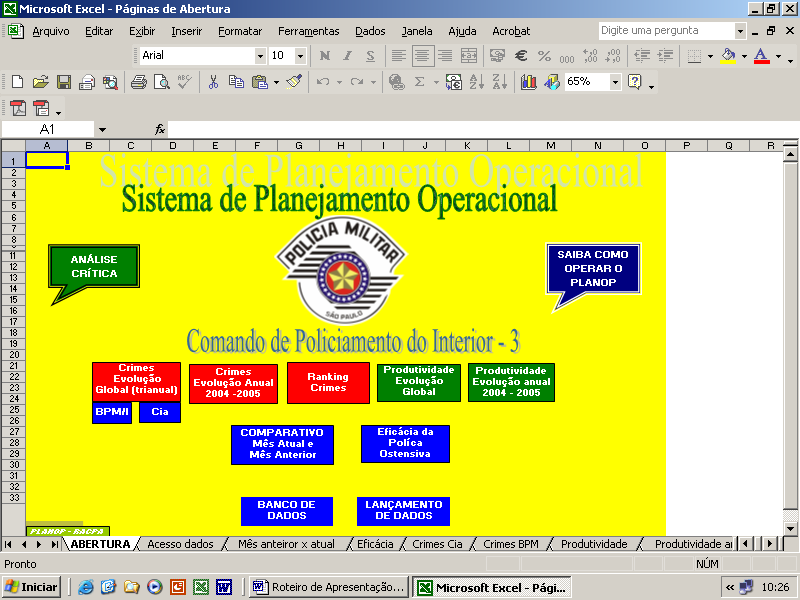 Microsoft Excel - Páginas de Abertura
Arquivo Editar Exibir Inserir Formatar Ferramentas Dados Janela Ajuda Acrobat Digite uma pergunta
Arial 10 N I S % 000
65%
A1 fx
A B C D E F G H I J K L M N O P Q R
1
2
3
4
5
6
7
8
11
12
13
14
15
16
17
18
19
20
21
22
23
24
25
26
27
28
29
30
31
32
33
Sistema de Planejamento Operacional
Sistema de Planejamento Operacional
POLICIA MILITAR
SÃO PAULO
ANÁLISE
CRÍTICA
SAIBA COMO
OPERAR O
PLANOP
Comando de Policiamento do Interior - 3
Crimes
Evolução
Global (trianual)
Crimes
Evolução Anual
2004 -2005
Ranking
Crimes
Produtividade
Evolução
Global
Produtividade
Evolução anual
2004 - 2005
BPM/I
Cia
COMPARATIVO
Mês Atual e
Mês Anterior
Eficácia da
Políca
Ostensiva
BANCO DE
DADOS
LANÇAMENTO
DE DADOS
PLANOP - BACPA
ABERTURA Acesso dados Mês anteiror x atual Eficácia Crimes Cia Crimes BPM Produtividade Produtividade
Pronto NÚM
Iniciar Roteiro de Apresentação... Microsoft Excel - Pági... 10:26